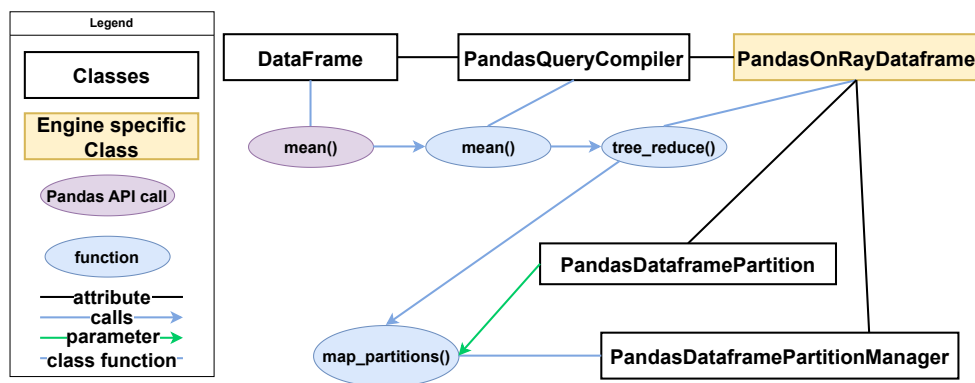 Legend
Classes
Engine specific
Class
Pandas API call
function
attribute
calls
parameter
class function
DataFrame
PandasQueryCompiler
PandasOnRayDataframe
mean()
mean()
tree_reduce()
PandasDataframePartition
map_partitions()
PandasDataframePartitionManager